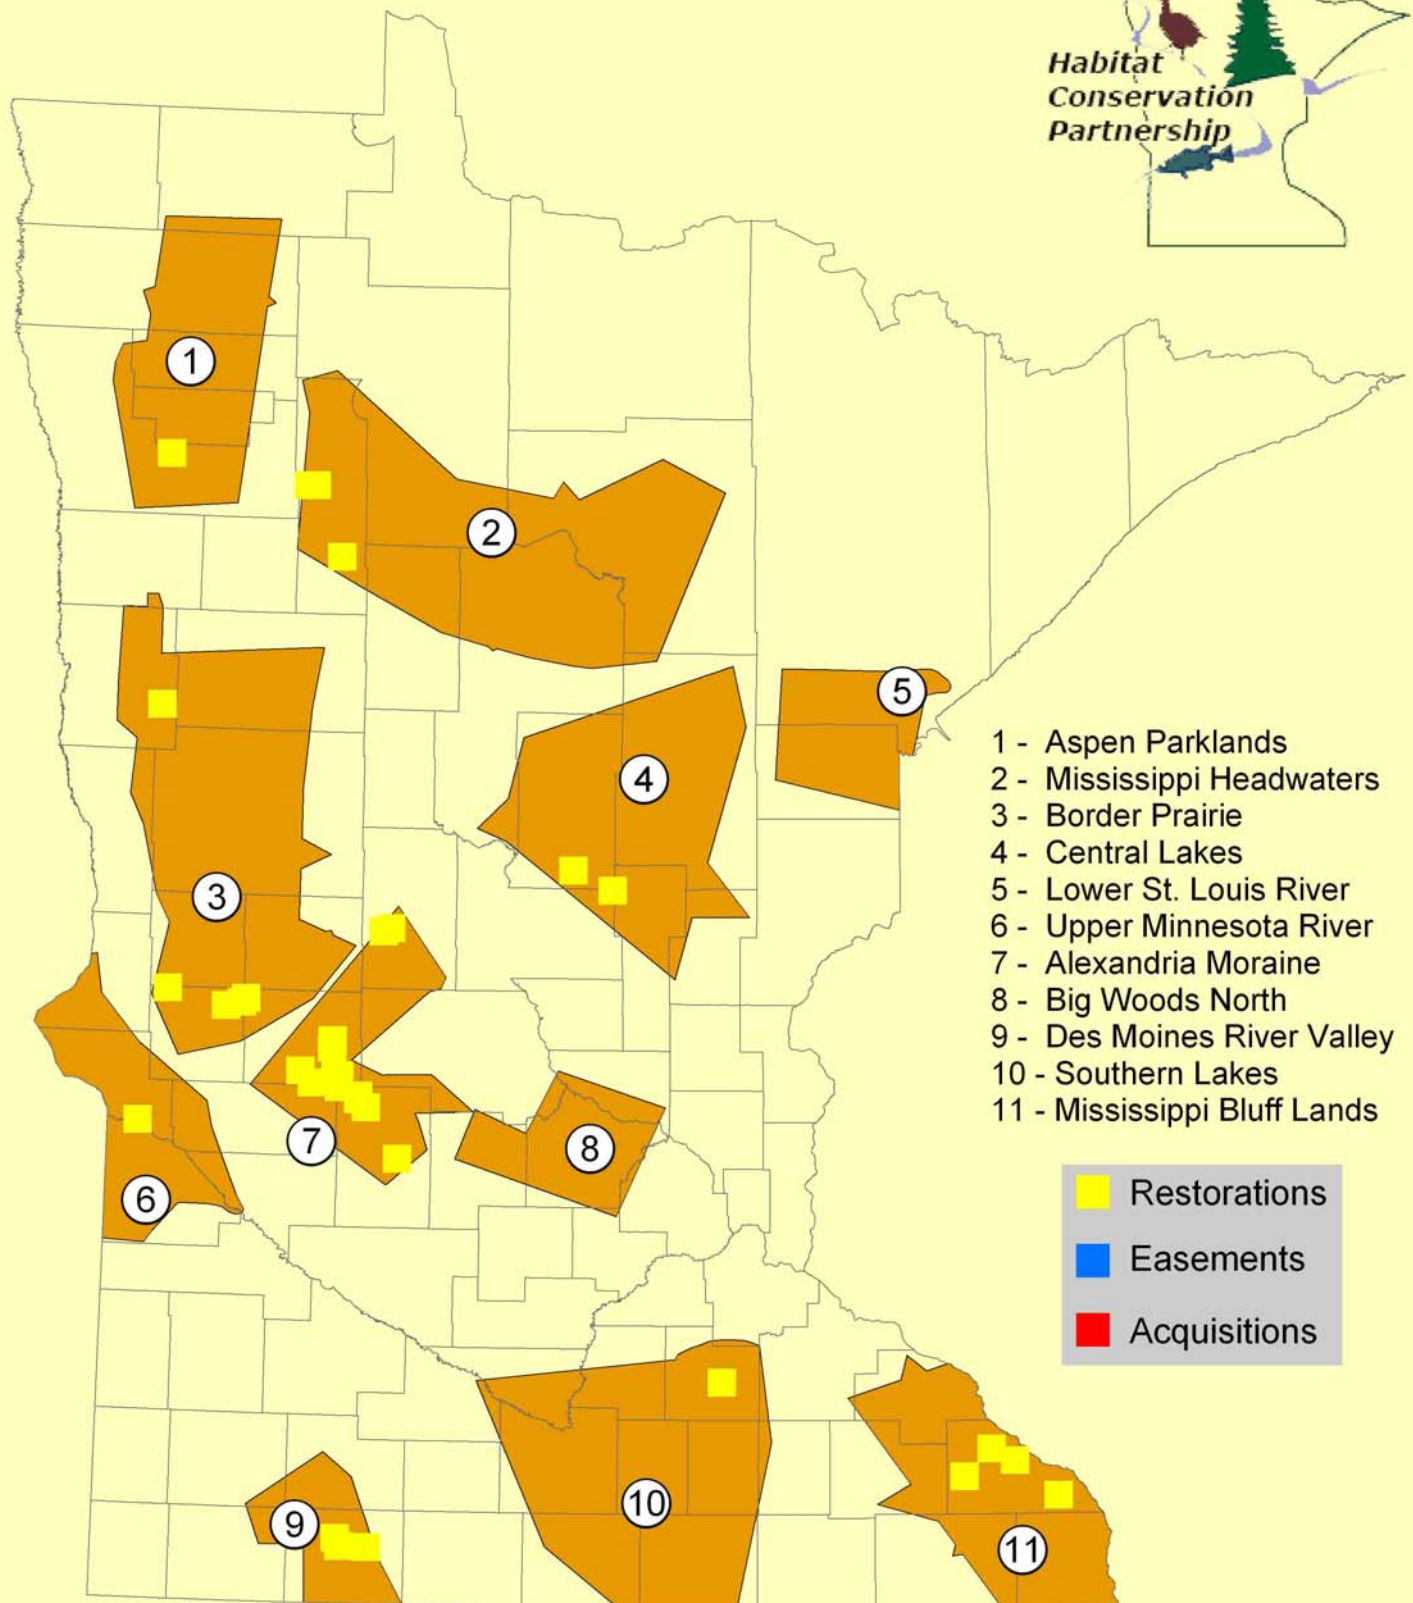 Habitat
Conservation
Partnership
1
2
3
4
5
6
7
8
9
10
11
1 - Aspen Parklands
2 - Mississippi Headwaters
3 - Border Prairie
4 - Central Lakes
5 - Lower St. Louis River
6 - Upper Minnesota River
7 - Alexandria Moraine
8 - Big Woods North
9 - Des Moines River Valley
10 - Southern Lakes
11 - Mississippi Bluff Lands
Restorations
Easements
Acquisitions